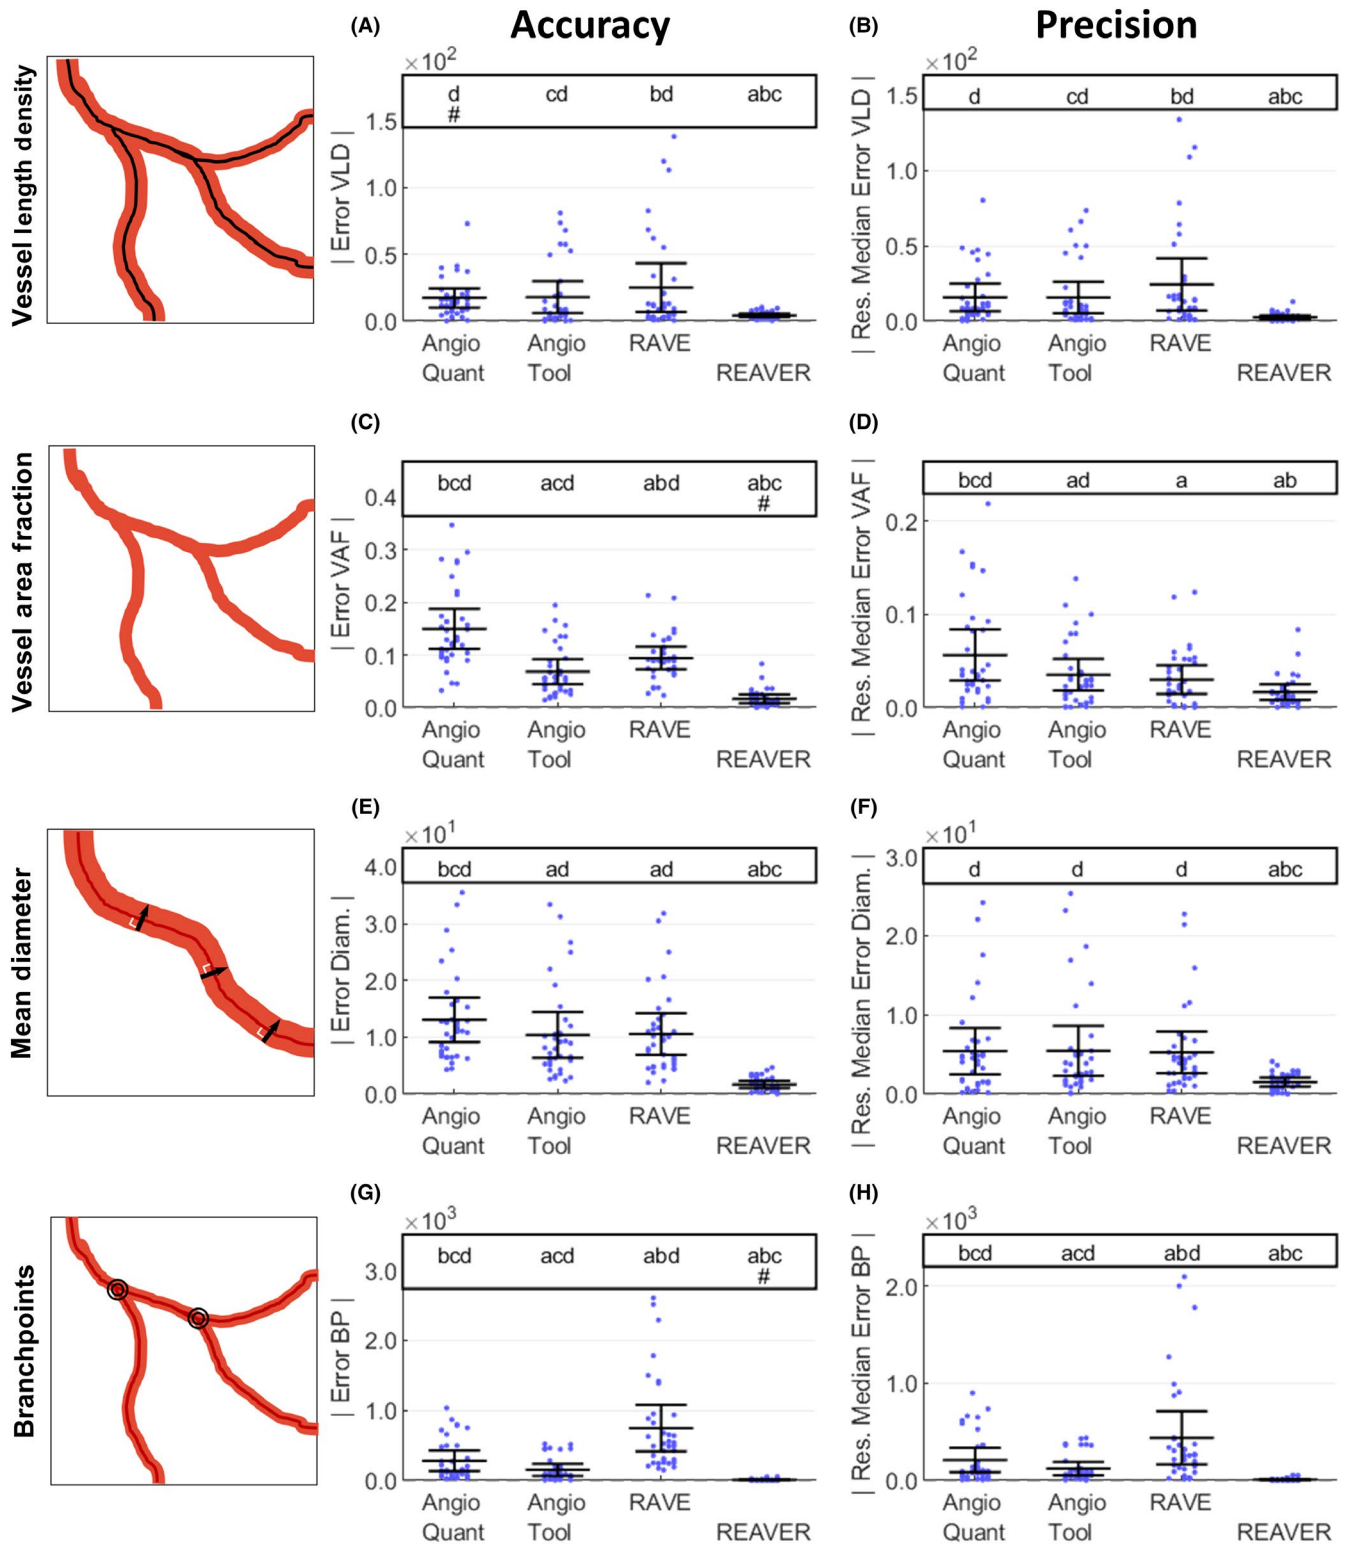 Accuracy
Precision
Vessel length density
(A)
×10²
d
cd
bd
abc
#
| Error VLD |
1.5
1.0
0.5
0.0
Angio
Quant
Angio
Tool
RAVE
REAVER
(B)
×10²
d
cd
bd
abc
| Res. Median Error VLD |
1.5
1.0
0.5
0.0
Angio
Quant
Angio
Tool
RAVE
REAVER
Vessel area fraction
(C)
bcd
acd
abd
abc
#
| Error VAF |
0.4
0.3
0.2
0.1
0.0
Angio
Quant
Angio
Tool
RAVE
REAVER
(D)
bcd
ad
a
ab
| Res. Median Error VAF |
0.2
0.1
0.0
Angio
Quant
Angio
Tool
RAVE
REAVER
Mean diameter
(E)
×10¹
bcd
ad
ad
abc
| Error Diam. |
4.0
3.0
2.0
1.0
0.0
Angio
Quant
Angio
Tool
RAVE
REAVER
(F)
×10¹
d
d
d
abc
| Res. Median Error Diam. |
3.0
2.0
1.0
0.0
Angio
Quant
Angio
Tool
RAVE
REAVER
Branchpoints
(G)
×10³
bcd
acd
abd
abc
#
| Error BP |
3.0
2.0
1.0
0.0
Angio
Quant
Angio
Tool
RAVE
REAVER
(H)
×10³
bcd
acd
abd
abc
| Res. Median Error BP |
2.0
1.0
0.0
Angio
Quant
Angio
Tool
RAVE
REAVER